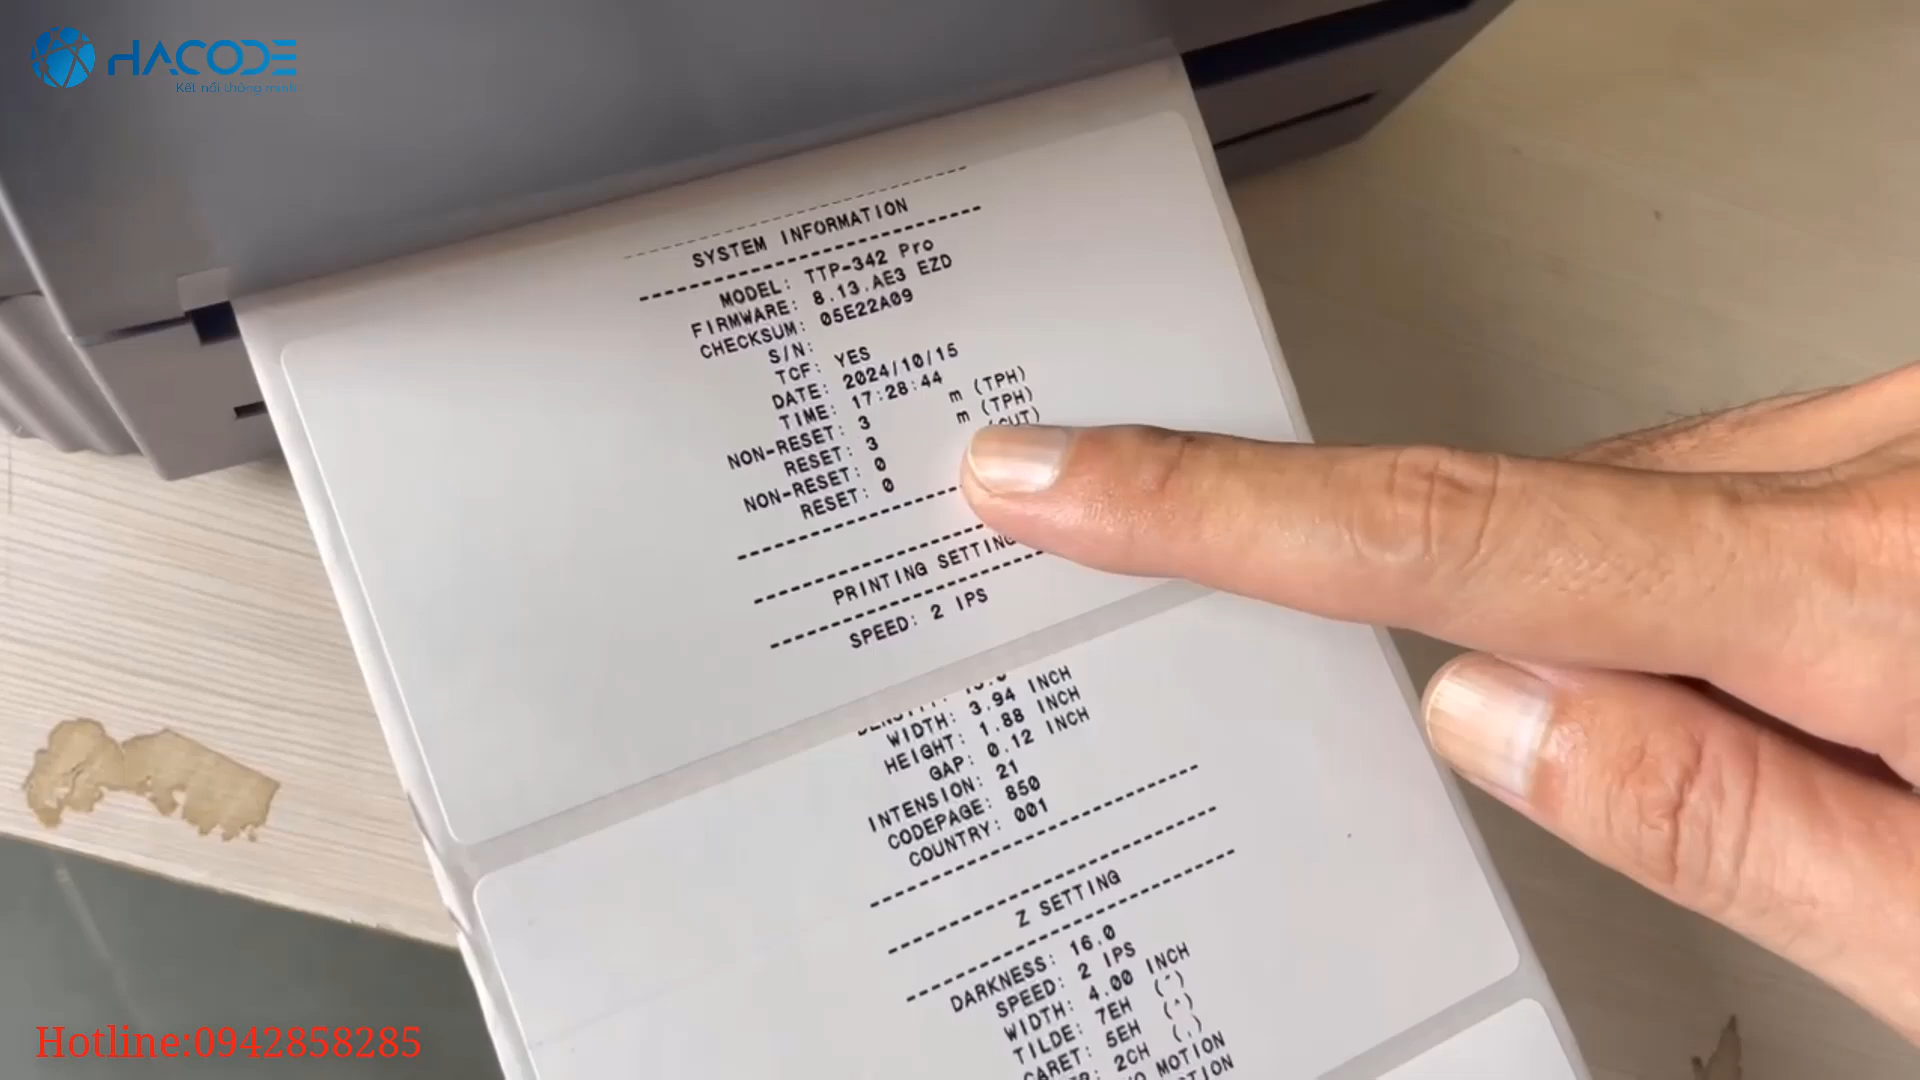 HACODE
Kết nối thông minh
SYSTEM INFORMATION
MODEL: TTP-342 Pro
FIRMWARE: 8.13.AE3 EZD
CHECKSUM: 05E22A09
S/N:
TCF: YES
DATE: 2024/10/15
TIME: 17:28:44
NON-RESET: 3 m (TPH)
RESET: 3 m (TPH)
NON-RESET: 0 (CUT)
RESET: 0
PRINTING SETTING
SPEED: 2 IPS
WIDTH: 3.94 INCH
HEIGHT: 1.88 INCH
GAP: 0.12 INCH
INTENSION: 21
CODEPAGE: 850
COUNTRY: 001
Z SETTING
DARKNESS: 16.0
SPEED: 2 IPS
WIDTH: 4.00 INCH
TILDE: 7EH (~)
CARET: 5EH (^)
2CH (,)
MOTION
Hotline:0942858285